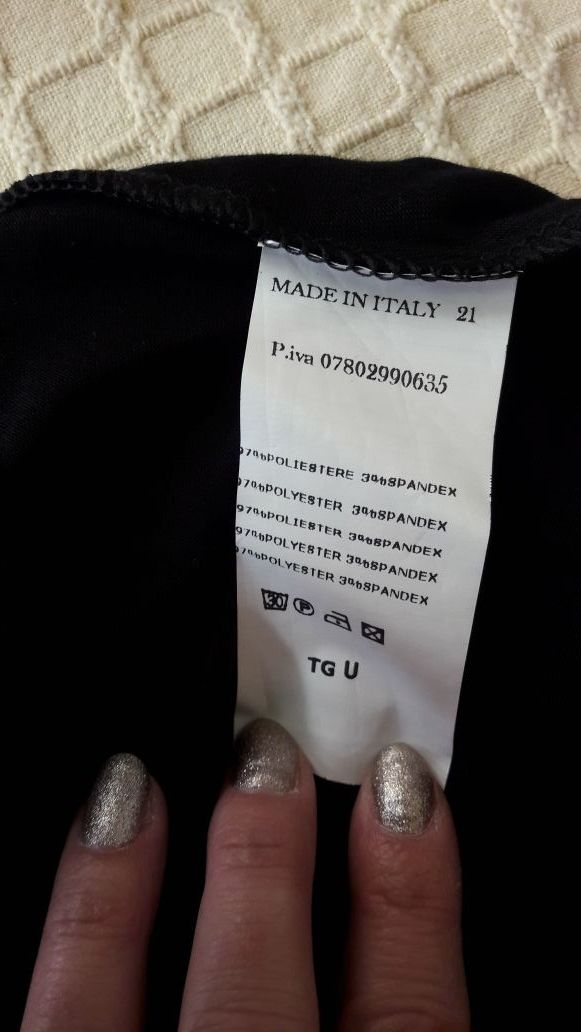 MADE IN ITALY 21
P.iva 07802990635
97%POLIESTERE 3%SPANDEX
97%POLYESTER 3%SPANDEX
97%POLIESTER 3%SPANDEX
97%POLYESTER 3%SPANDEX
97%POLYESTER 3%SPANDEX
30 P
TG U